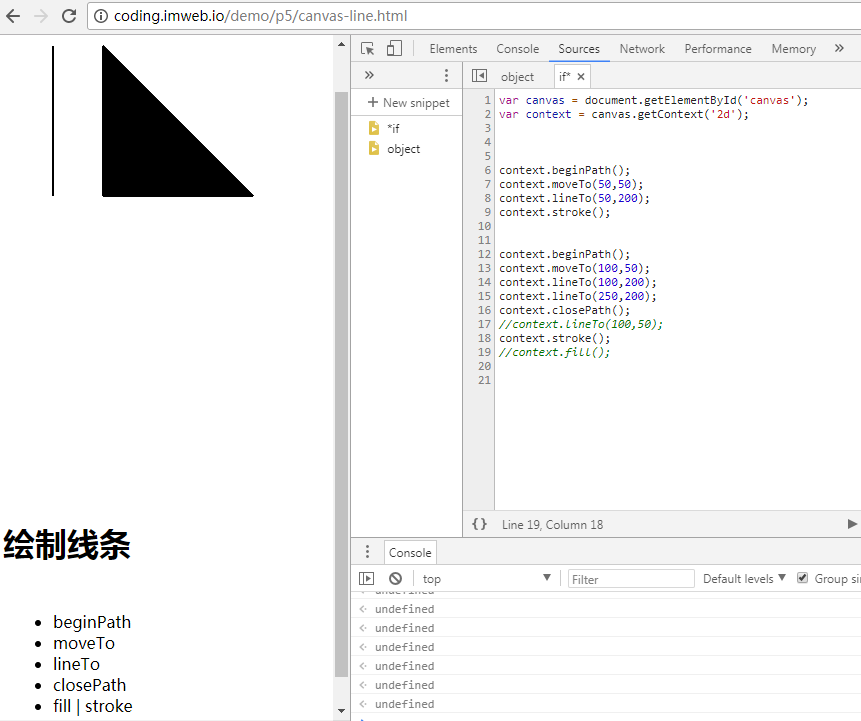 coding.imweb.io/demo/p5/canvas-line.html
Elements Console Sources Network Performance Memory »
» object if* ×
+ New snippet
*if
object
1 var canvas = document.getElementById('canvas');
2 var context = canvas.getContext('2d');
3
4
5
6 context.beginPath();
7 context.moveTo(50,50);
8 context.lineTo(50,200);
9 context.stroke();
10
11
12 context.beginPath();
13 context.moveTo(100,50);
14 context.lineTo(100,200);
15 context.lineTo(250,200);
16 context.closePath();
17 //context.lineTo(100,50);
18 context.stroke();
19 //context.fill();
20
21
{} Line 19, Column 18
绘制线条
• beginPath
• moveTo
• lineTo
• closePath
• fill | stroke
Console
top Filter Default levels Group si
undefined
undefined
undefined
undefined
undefined
undefined
undefined